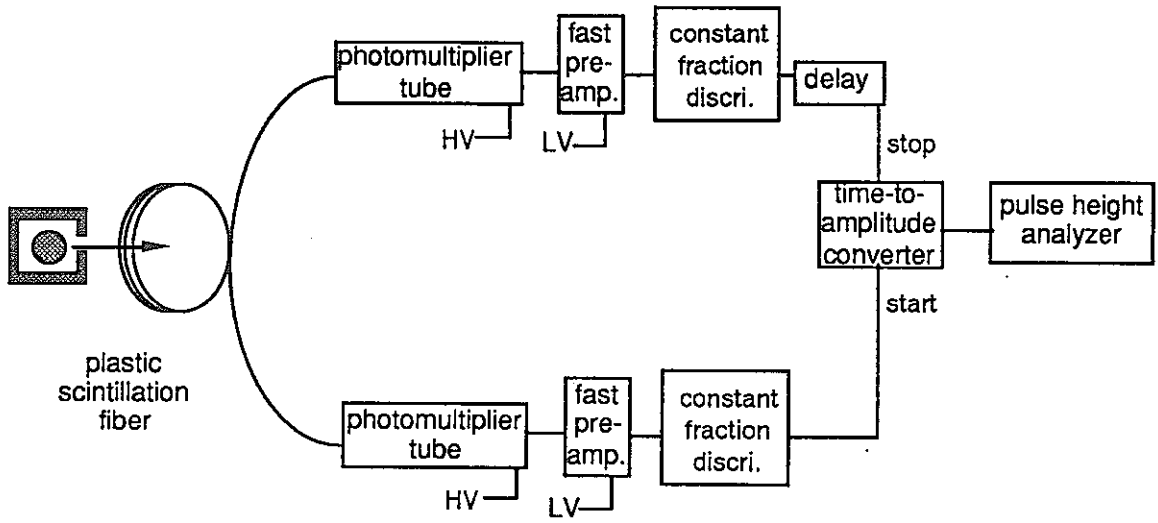 photomultiplier
tube
HV
fast
pre-
amp.
LV
constant
fraction
discri.
delay
stop
time-to-
amplitude
converter
pulse height
analyzer
start
plastic
scintillation
fiber
photomultiplier
tube
HV
fast
pre-
amp.
LV
constant
fraction
discri.